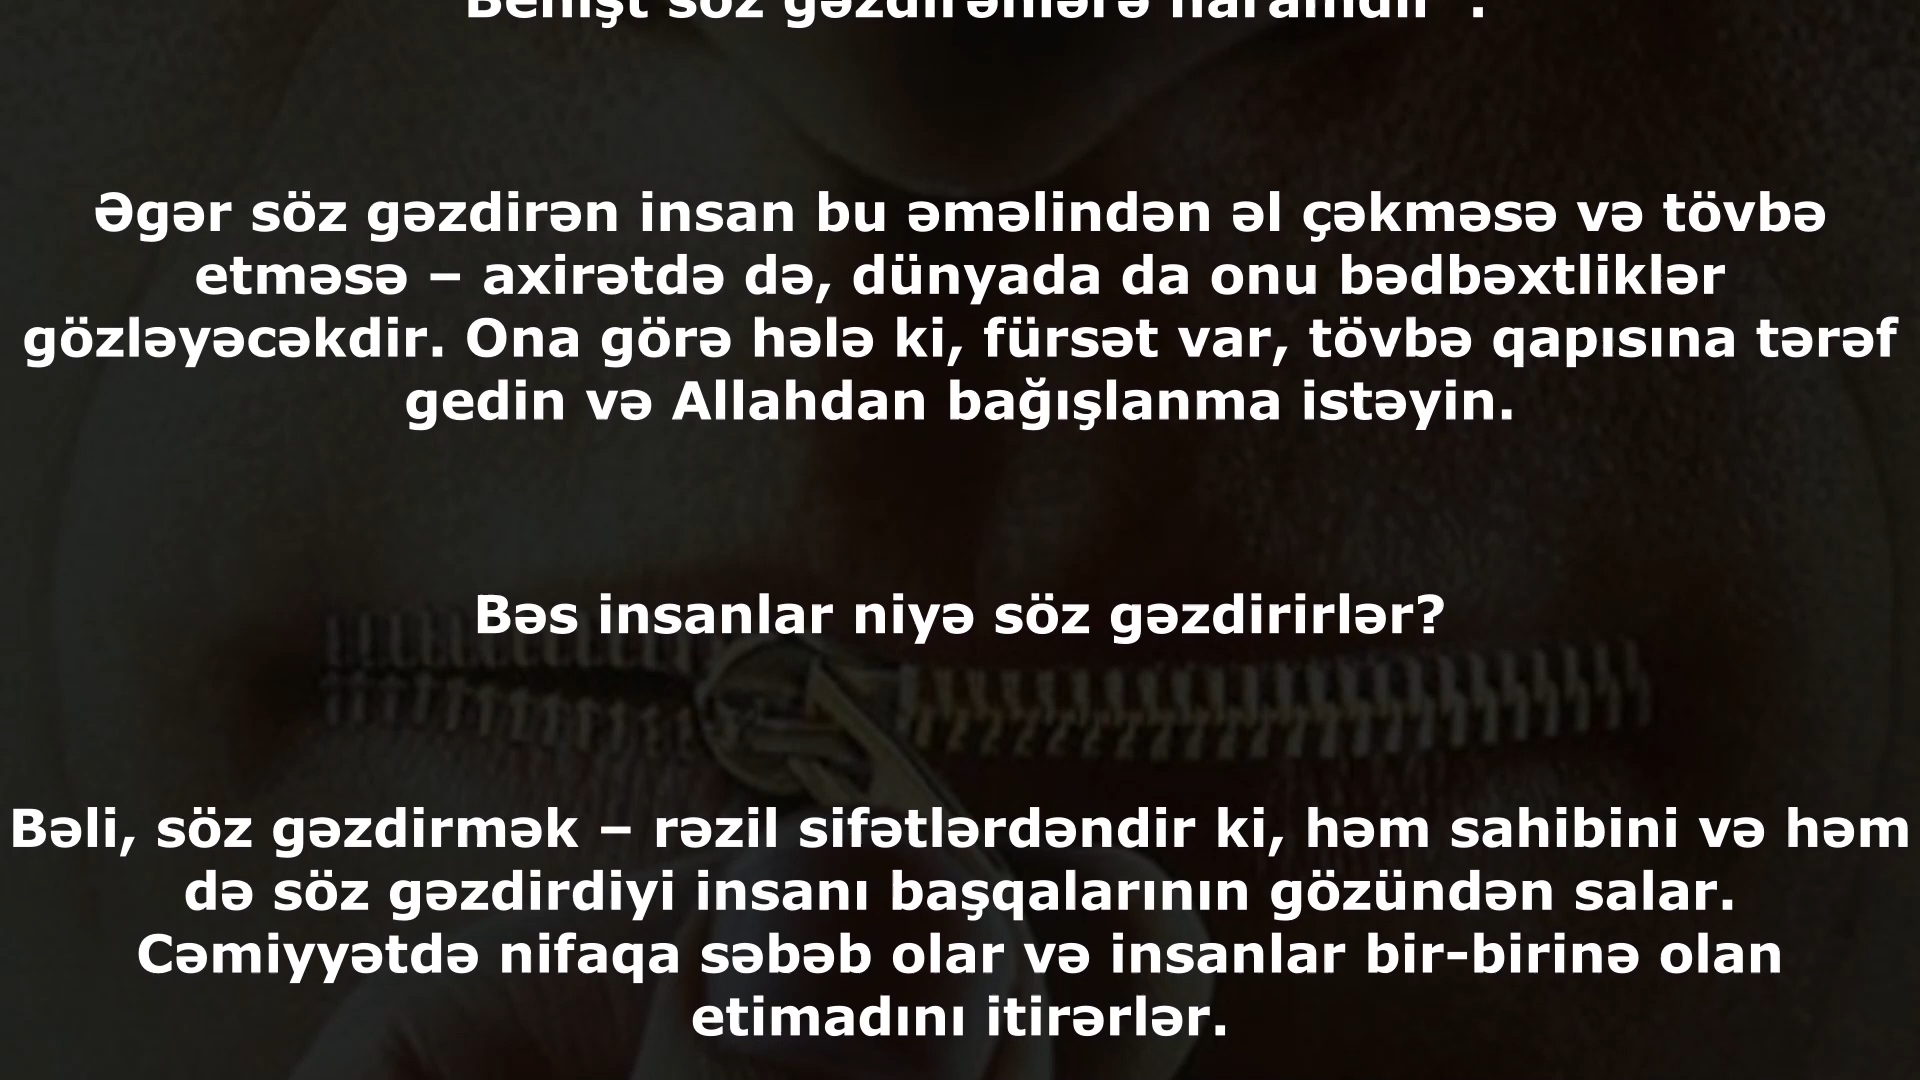 Behişt söz gəzdirənlərə haramdır”.
Əgər söz gəzdirən insan bu əməlindən əl çəkməsə və tövbə
etməsə – axirətdə də, dünyada da onu bədbəxtliklər
gözləyəcəkdir. Ona görə hələ ki, fürsət var, tövbə qapısına tərəf
gedin və Allahdan bağışlanma istəyin.
Bəs insanlar niyə söz gəzdirirlər?
Bəli, söz gəzdirmək – rəzil sifətlərdəndir ki, həm sahibini və həm
də söz gəzdirdiyi insanı başqalarının gözündən salar.
Cəmiyyətdə nifaqa səbəb olar və insanlar bir-birinə olan
etimadını itirərlər.